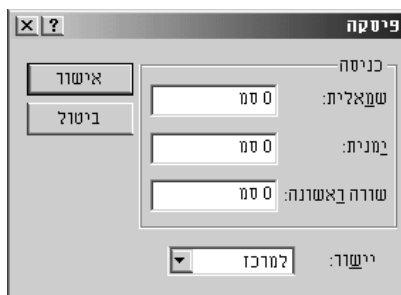 פיסקה
כניסה
שמאלית: 0 סמ
ימנית: 0 סמ
שורה ראשונה: 0 סמ
יישור: למרכז
אישור
ביטול